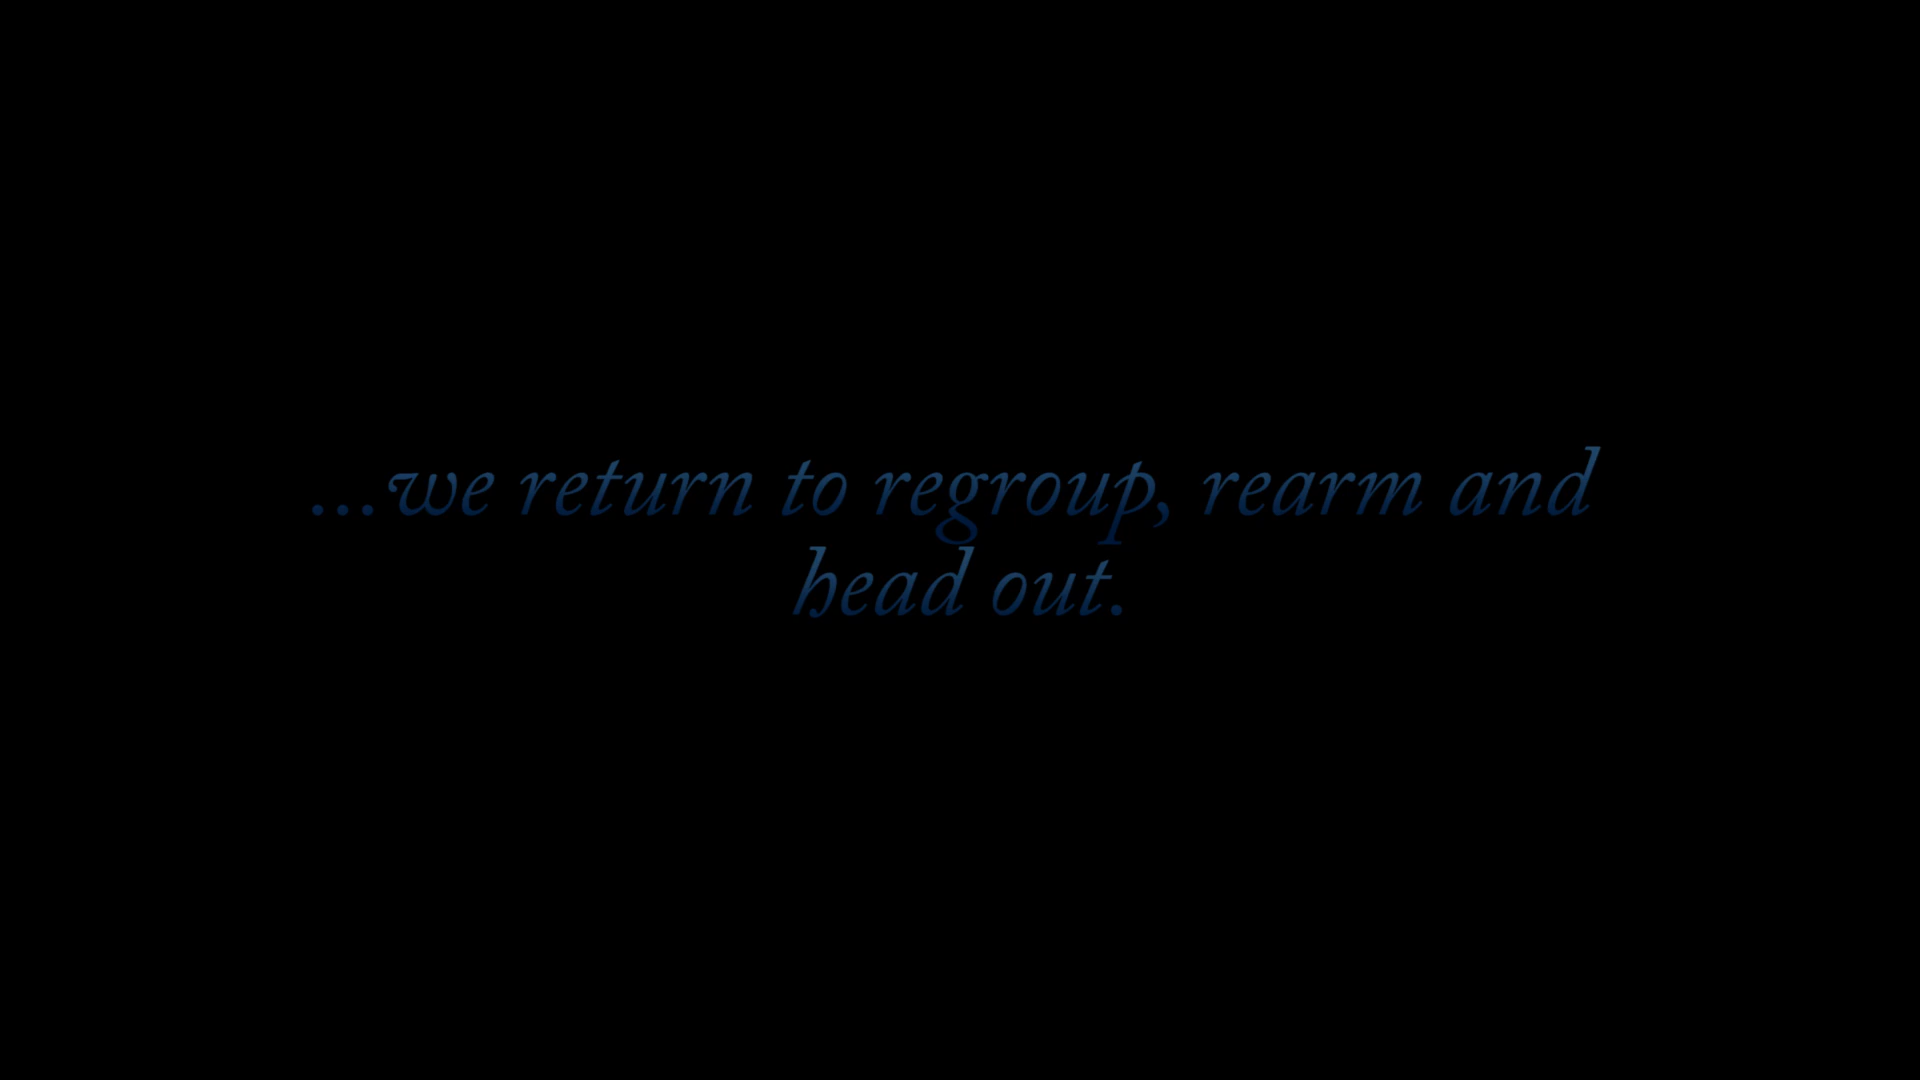 ...we return to regroup, rearm and
head out.